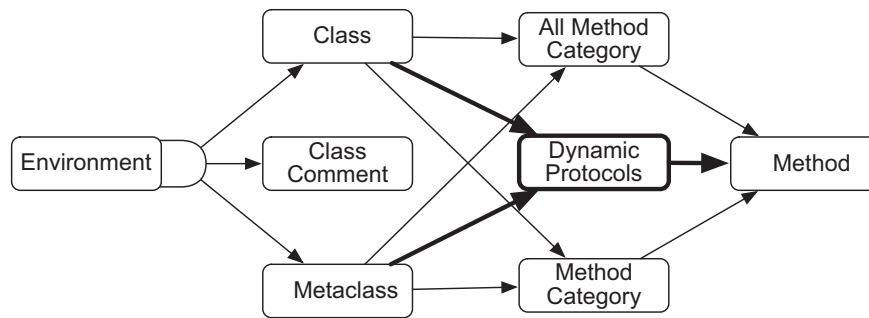 Environment
Class
Class
Comment
Metaclass
All Method
Category
Dynamic
Protocols
Method
Category
Method